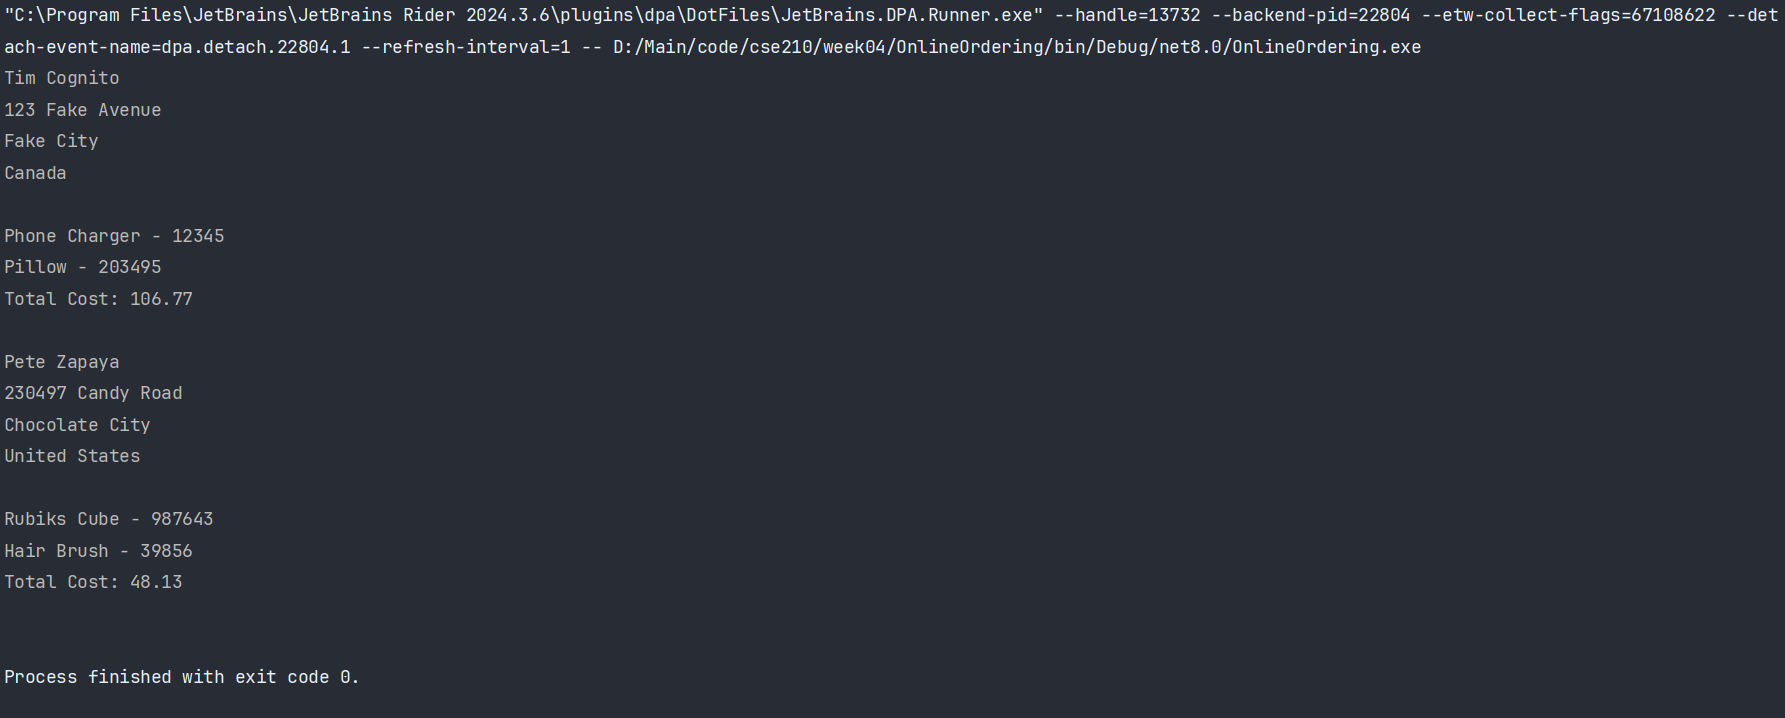 "C:\Program Files\JetBrains\JetBrains Rider 2024.3.6\plugins\dpa\DotFiles\JetBrains.DPA.Runner.exe" --handle=13732 --backend-pid=22804 --etw-collect-flags=67108622 --det
ach-event-name=dpa.detach.22804.1 --refresh-interval=1 -- D:/Main/code/cse210/week04/OnlineOrdering/bin/Debug/net8.0/OnlineOrdering.exe
Tim Cognito
123 Fake Avenue
Fake City
Canada
Phone Charger - 12345
Pillow - 203495
Total Cost: 106.77
Pete Zapaya
230497 Candy Road
Chocolate City
United States
Rubiks Cube - 987643
Hair Brush - 39856
Total Cost: 48.13
Process finished with exit code 0.